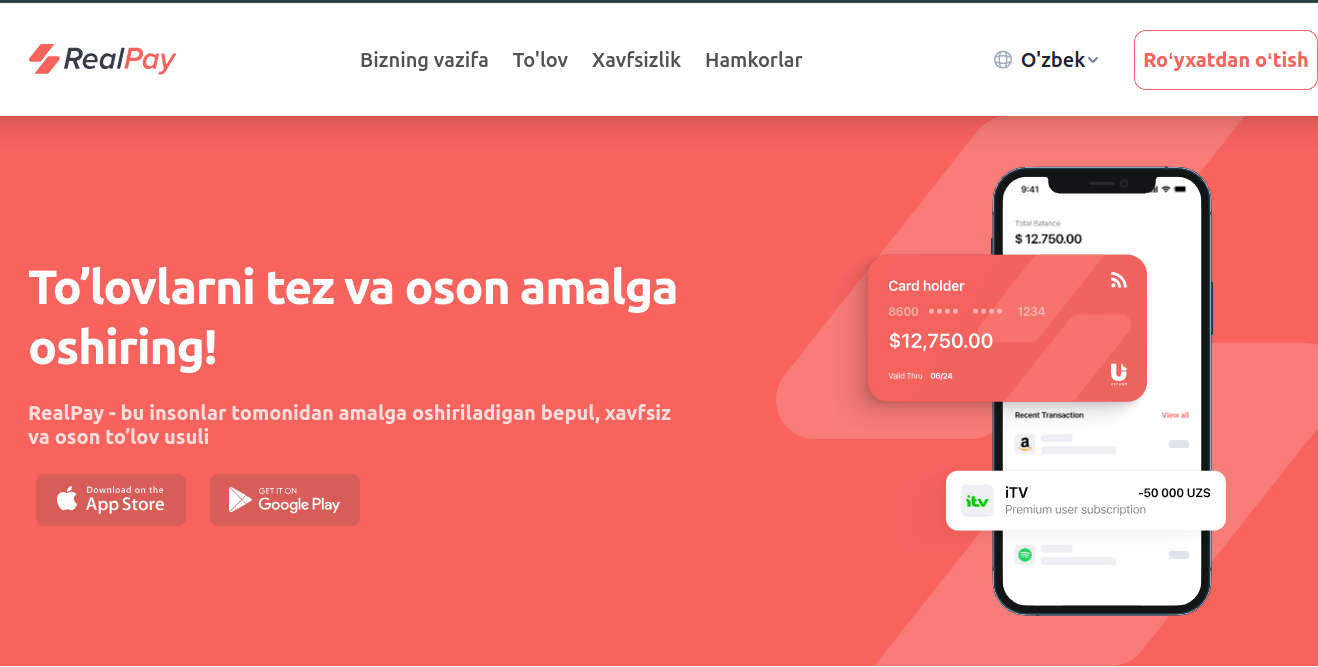 RealPay
Bizning vazifa To'lov Xavfsizlik Hamkorlar
O'zbek
Roʻyxatdan oʻtish
To’lovlarni tez va oson amalga
oshiring!
RealPay - bu insonlar tomonidan amalga oshiriladigan bepul, xavfsiz
va oson to’lov usuli
Download on the
App Store
GET IT ON
Google Play
9:41
Total Balance
$ 12.750.00
Card holder
8600 •••• •••• 1234
$12,750.00
Valid Thru 06/24
Recent Transaction View all
a
itv
iTV -50 000 UZS
Premium user subscription